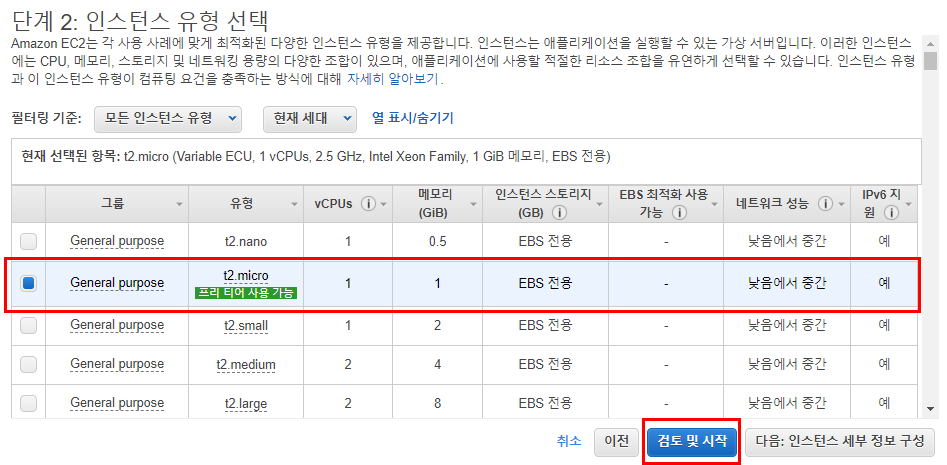 단계 2: 인스턴스 유형 선택
Amazon EC2는 각 사용 사례에 맞게 최적화된 다양한 인스턴스 유형을 제공합니다. 인스턴스는 애플리케이션을 실행할 수 있는 가상 서버입니다. 이러한 인스턴스
에는 CPU, 메모리, 스토리지 및 네트워킹 용량의 다양한 조합이 있으며, 애플리케이션에 사용할 적절한 리소스 조합을 유연하게 선택할 수 있습니다. 인스턴스 유형
과 이 인스턴스 유형이 컴퓨팅 요건을 충족하는 방식에 대해 자세히 알아보기.
필터링 기준: 모든 인스턴스 유형 현재 세대 열 표시/숨기기
현재 선택된 항목: t2.micro (Variable ECU, 1 vCPUs, 2.5 GHz, Intel Xeon Family, 1 GiB 메모리, EBS 전용)
그룹 유형 vCPUs 메모리 (GiB) 인스턴스 스토리지 (GB) EBS 최적화 사용 가능 네트워크 성능 IPv6 지원
General purpose t2.nano 1 0.5 EBS 전용 - 낮음에서 중간 예
General purpose t2.micro 프리 티어 사용 가능 1 1 EBS 전용 - 낮음에서 중간 예
General purpose t2.small 1 2 EBS 전용 - 낮음에서 중간 예
General purpose t2.medium 2 4 EBS 전용 - 낮음에서 중간 예
General purpose t2.large 2 8 EBS 전용 - 낮음에서 중간 예
취소 이전 검토 및 시작 다음: 인스턴스 세부 정보 구성